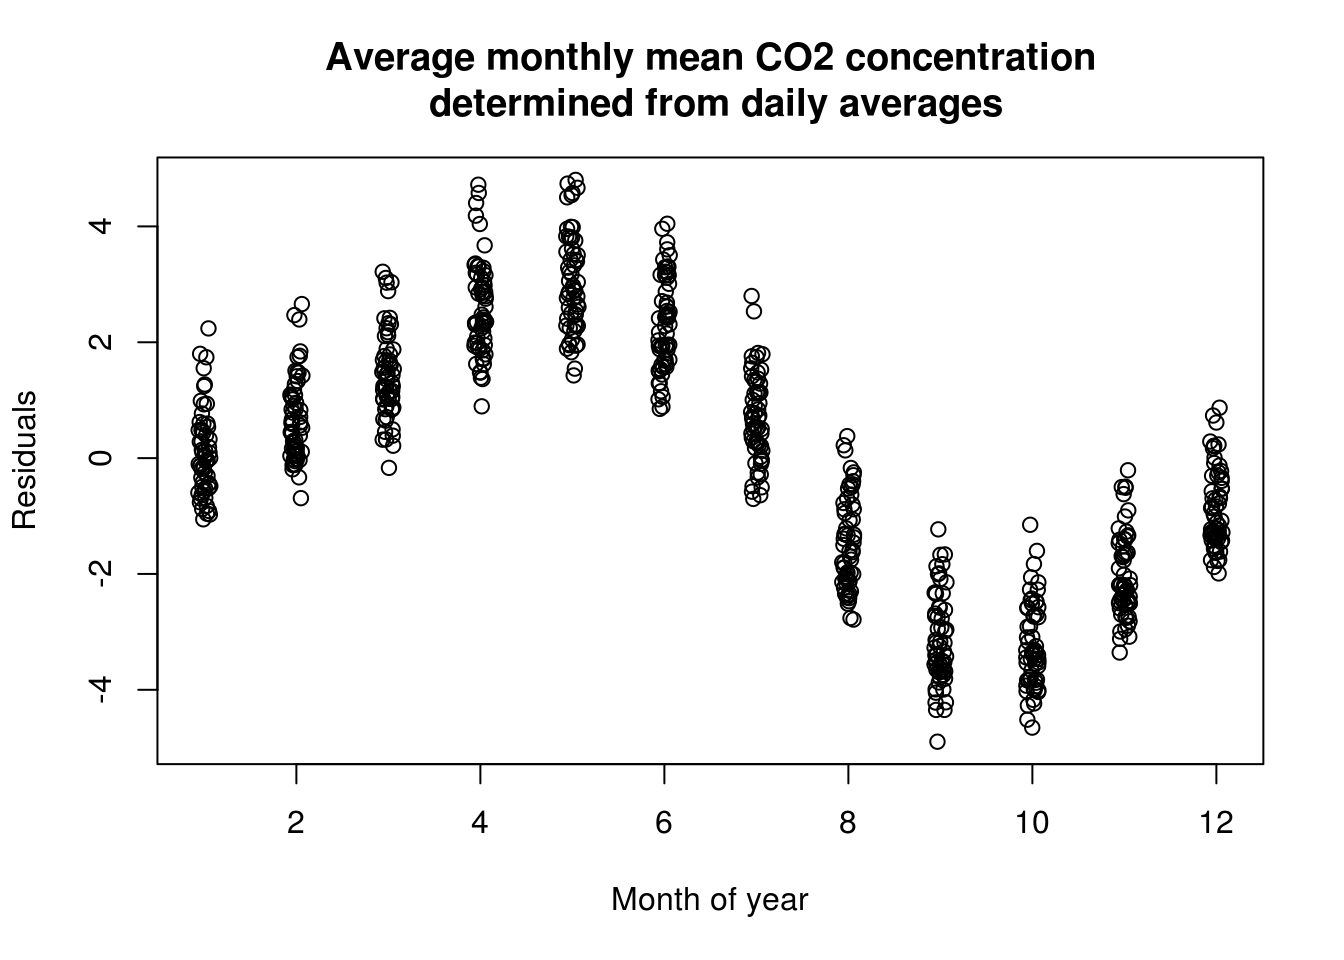 Average monthly mean CO2 concentration
determined from daily averages
Residuals
4
2
0
-2
-4
2 4 6 8 10 12
Month of year